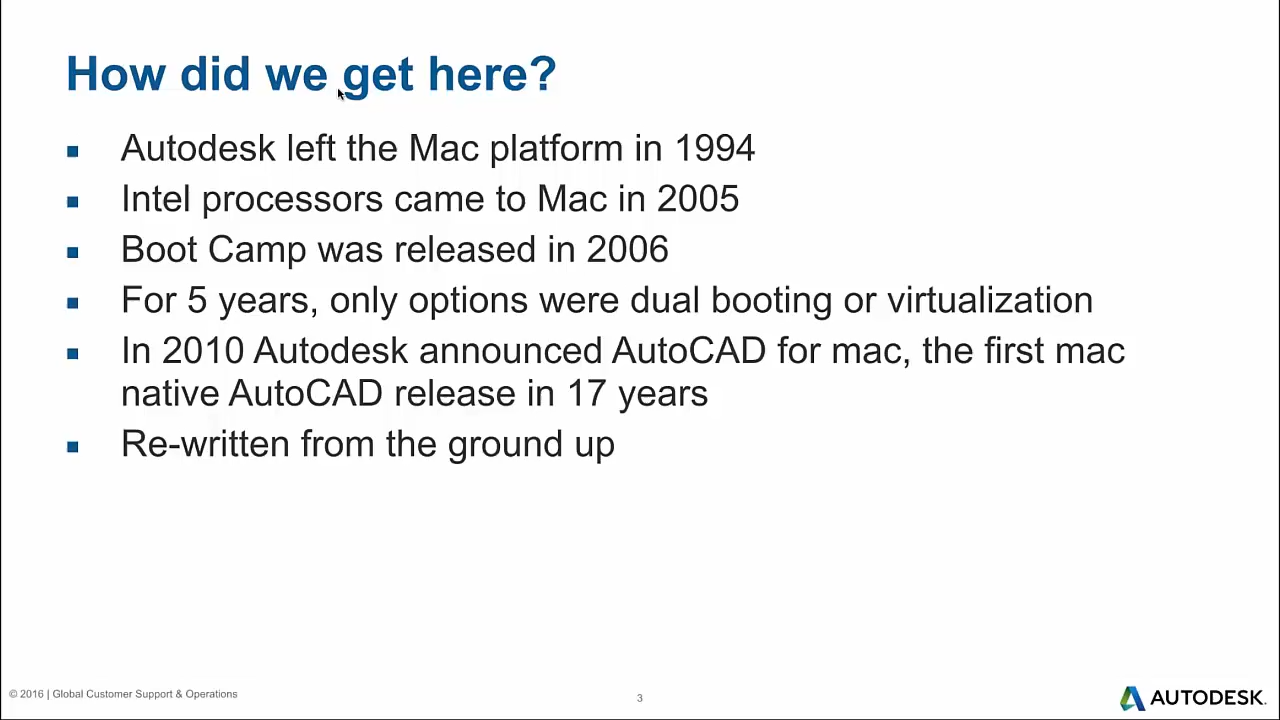 How did we get here?
Autodesk left the Mac platform in 1994
Intel processors came to Mac in 2005
Boot Camp was released in 2006
For 5 years, only options were dual booting or virtualization
In 2010 Autodesk announced AutoCAD for mac, the first mac
native AutoCAD release in 17 years
Re-written from the ground up
© 2016 | Global Customer Support & Operations
3
AUTODESK.